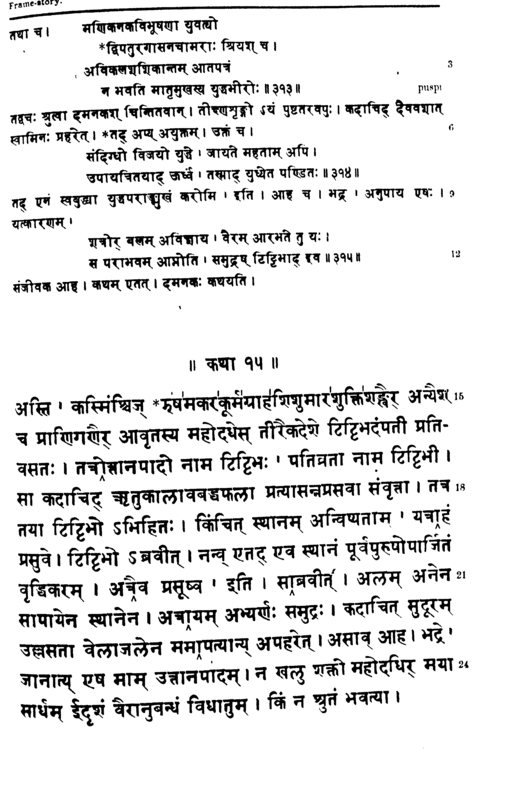 Frame-story.
तथा च। मणिकनकविभूषणा युवत्यो
*द्विपतुरगासनचामराः श्रियश् च।
अविकलशशिकान्तम् आतपत्रं 3
न भवति मातृमुखस्य युद्धभीरोः॥३१३॥ puspi
तद्वचः श्रुत्वा दमनकश् चिन्तितवान्। तीक्ष्णशृङ्गो ऽयं पुष्टतरवपुः। कदाचिद् दैववशात्
स्वामिनः प्रहरेत्। *तद् अप्य् अयुक्तम्। उक्तं च। 6
संदिग्धो विजयो युद्धे ' जायते महताम् अपि।
उपायत्रितयाद् ऊर्ध्वं ' तस्माद् युध्येत पण्डितः॥३१४॥
तद् एनं स्वबुद्ध्या युद्धपराङ्मुखं करोमि ' इति। आह च। भद्र ' अनुपाय एषः। 9
यत्कारणम्।
शत्रोर् बलम् अविज्ञाय ' वैरम् आरभते तु यः।
स पराभवम् आप्नोति ' समुद्रष् टिट्टिभाद् इव॥३१५॥ 12
संजीवक आह। कथम् एतत्। दमनकः कथयति।
॥ कथा १५॥
अस्ति ' कस्मिंश्चिज् *झषमकरकूर्मग्राहशिशुमारशुक्तिशङ्खैर् अन्यैश् 15
च प्राणिगणैर् आवृतस्य महोदधेस् तीरैकदेशे टिट्टिभदंपती प्रति-
वसतः। तत्रोत्तानपादो नाम टिट्टिभः ' पतिव्रता नाम टिट्टिभी।
सा कदाचिद् ऋतुकालावबद्धफला प्रत्यासन्नप्रसवा संवृत्ता। तत्र 18
तया टिट्टिभो ऽभिहितः। किंचित् स्थानम् अन्विष्यताम् ' यत्राहं
प्रसुवे। टिट्टिभो ऽब्रवीत्। नन्व् एतद् एव स्थानं पूर्वपुरुषोपार्जितं
वृद्धिकरम्। अत्रैव प्रसूष्व ' इति। साब्रवीत्। अलम् अनेन 21
सापायेन स्थानेन। अत्रायम् अभ्यर्णः समुद्रः। कदाचित् सुदूरम्
उल्लसता वेलाजलेन ममापत्यान्य् अपहरेत्। असाव् आह। भद्रे '
जानात्य् एष माम् उत्तानपादम्। न खलु शक्तो महोदधिर् मया 24
सार्धम् ईदृशं वैरानुबन्धं विधातुम्। किं न श्रुतं भवत्या।